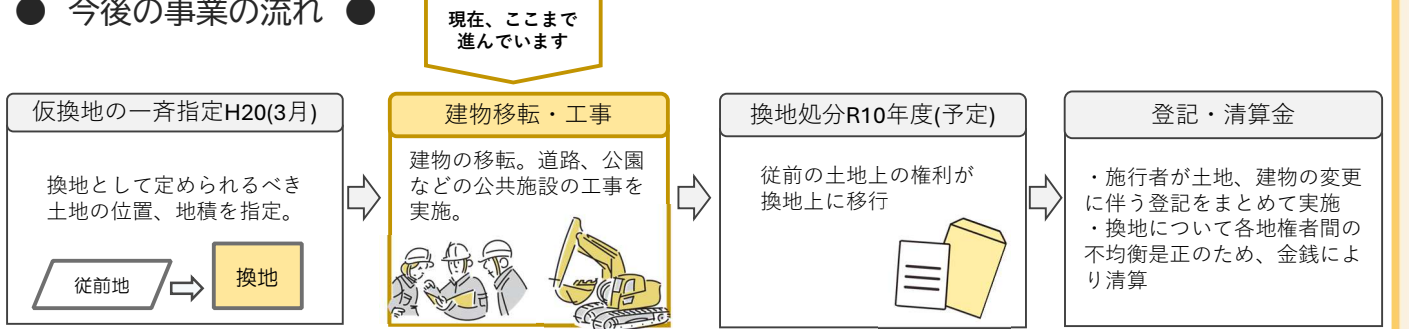 ● 今後の事業の流れ ●
現在、ここまで
進んでいます
仮換地の一斉指定H20(3月)
換地として定められるべき
土地の位置、地積を指定。
従前地
換地
建物移転・工事
建物の移転。道路、公園
などの公共施設の工事を
実施。
換地処分R10年度(予定)
従前の土地上の権利が
換地上に移行
登記・清算金
・施行者が土地、建物の変更
に伴う登記をまとめて実施
・換地について各地権者間の
不均衡是正のため、金銭によ
り清算